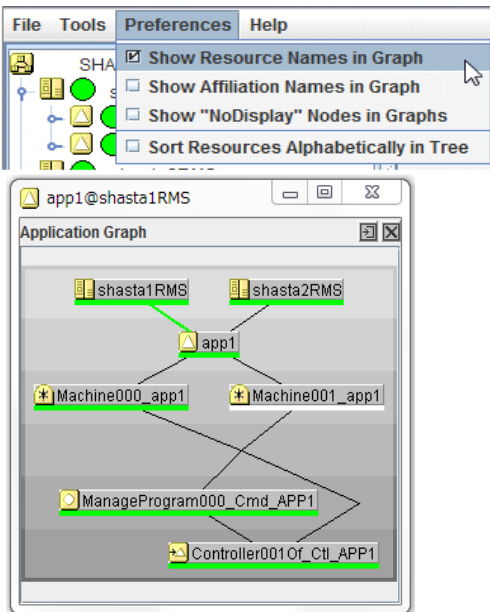 File Tools Preferences Help
SHA
Show Resource Names in Graph
Show Affiliation Names in Graph
Show "NoDisplay" Nodes in Graphs
Sort Resources Alphabetically in Tree
app1@shasta1RMS
Application Graph
shasta1RMS shasta2RMS
app1
Machine000_app1 Machine001_app1
ManageProgram000_Cmd_APP1
Controller001Of_Ctl_APP1